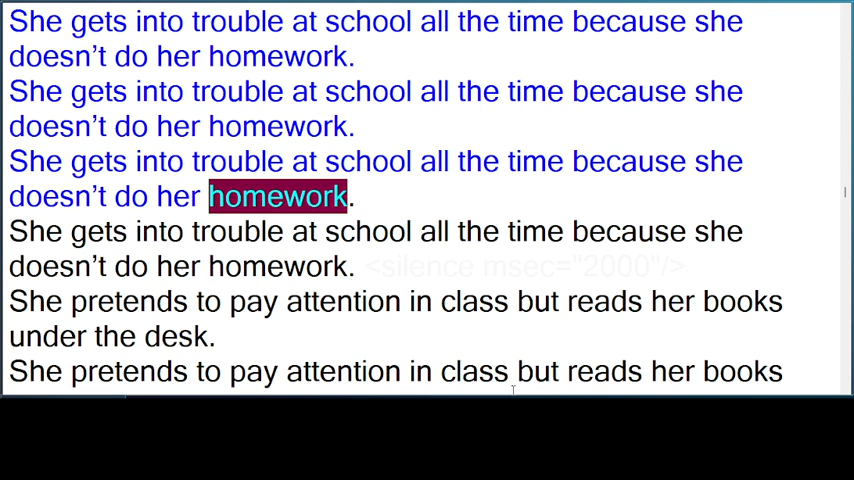 She gets into trouble at school all the time because she
doesn’t do her homework.
She gets into trouble at school all the time because she
doesn’t do her homework.
She gets into trouble at school all the time because she
doesn’t do her homework.
She gets into trouble at school all the time because she
doesn’t do her homework. <silence msec="2000"/>
She pretends to pay attention in class but reads her books
under the desk.
She pretends to pay attention in class but reads her books